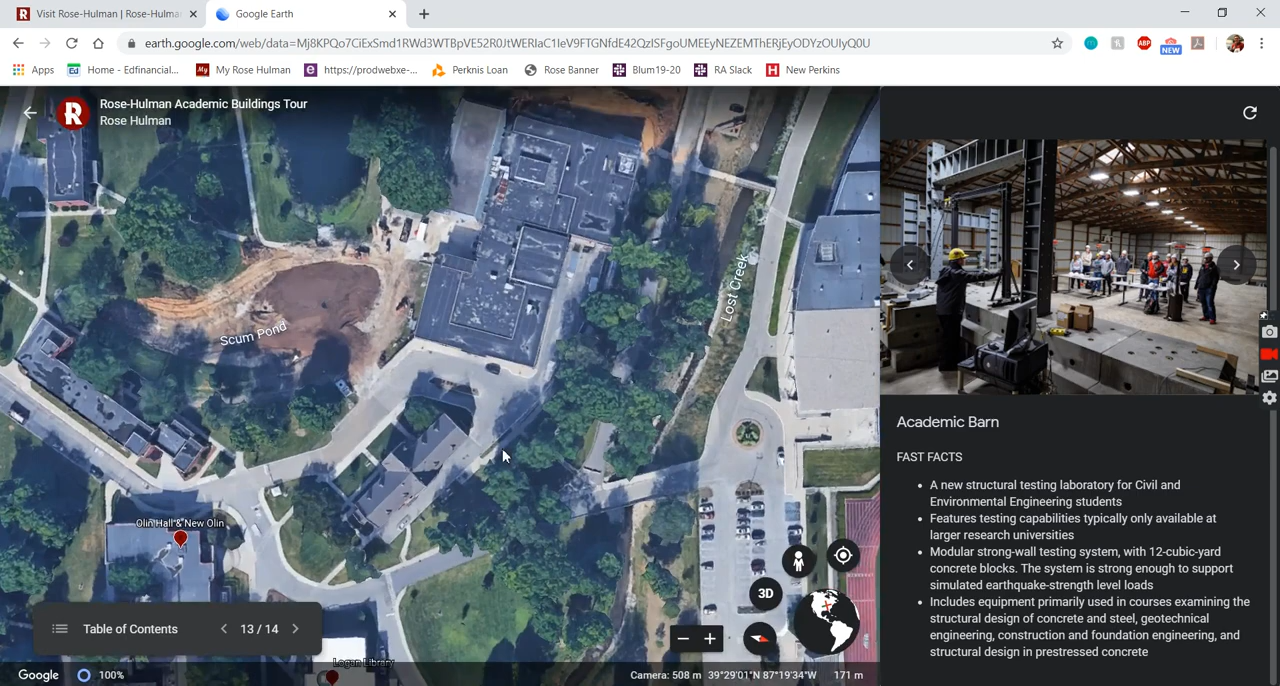 Visit Rose-Hulman | Rose-Hulma
Google Earth
earth.google.com/web/data=Mj8KPQo7CiExSmd1RWd3WTBpVE52R0JtWERlaC1IeV9FTGNfdE42QzlSFgoUMEEyNEZEMThERjEyODYzOUIyQ0U
NEW
Apps
Home - Edfinancial...
My Rose Hulman
https://prodwebxe-...
Perknis Loan
Rose Banner
Blum19-20
RA Slack
New Perkins
Rose-Hulman Academic Buildings Tour
Rose Hulman
Lost Creek
Scum Pond
Olin Hall & New Olin
Logan Library
Table of Contents
13 / 14
3D
Google
100%
Camera: 508 m 39°29'01"N 87°19'34"W 171 m
Academic Barn
FAST FACTS
A new structural testing laboratory for Civil and
Environmental Engineering students
Features testing capabilities typically only available at
larger research universities
Modular strong-wall testing system, with 12-cubic-yard
concrete blocks. The system is strong enough to support
simulated earthquake-strength level loads
Includes equipment primarily used in courses examining the
structural design of concrete and steel, geotechnical
engineering, construction and foundation engineering, and
structural design in prestressed concrete